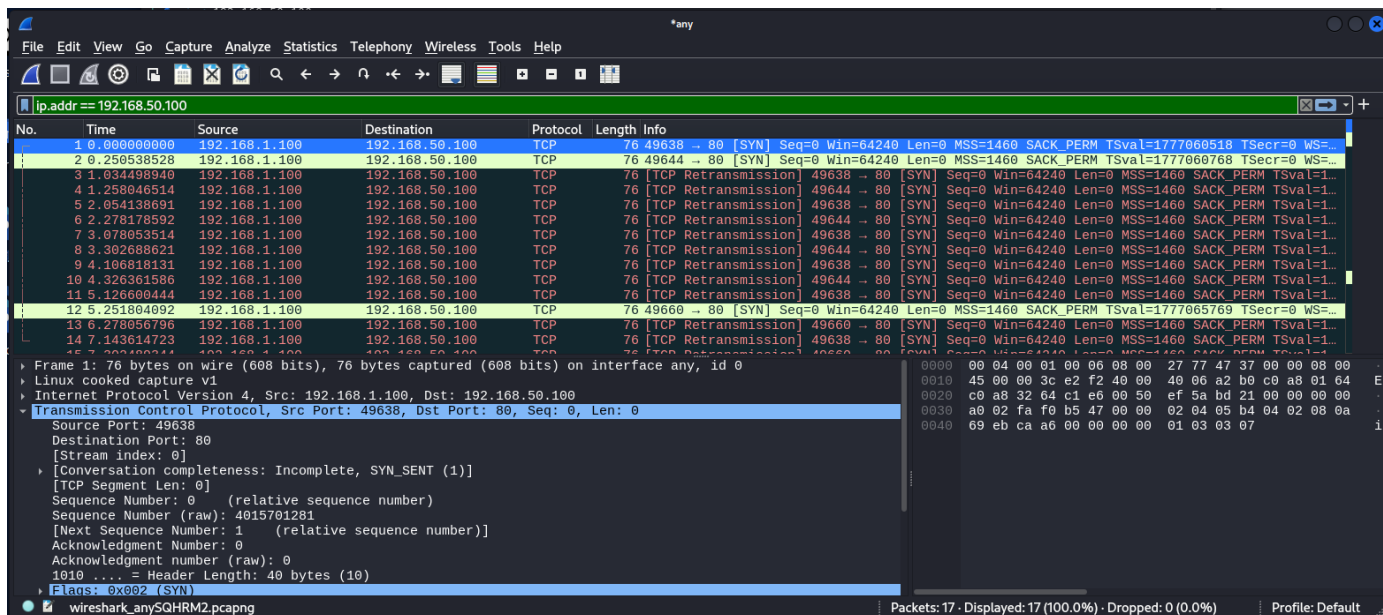 *any
File Edit View Go Capture Analyze Statistics Telephony Wireless Tools Help
ip.addr == 192.168.50.100
No. Time Source Destination Protocol Length Info
1 0.000000000 192.168.1.100 192.168.50.100 TCP 76 49638 → 80 [SYN] Seq=0 Win=64240 Len=0 MSS=1460 SACK_PERM TSval=1777060518 TSecr=0 WS=…
2 0.250538528 192.168.1.100 192.168.50.100 TCP 76 49644 → 80 [SYN] Seq=0 Win=64240 Len=0 MSS=1460 SACK_PERM TSval=1777060768 TSecr=0 WS=…
3 1.034498940 192.168.1.100 192.168.50.100 TCP 76 [TCP Retransmission] 49638 → 80 [SYN] Seq=0 Win=64240 Len=0 MSS=1460 SACK_PERM TSval=1…
4 1.258046514 192.168.1.100 192.168.50.100 TCP 76 [TCP Retransmission] 49644 → 80 [SYN] Seq=0 Win=64240 Len=0 MSS=1460 SACK_PERM TSval=1…
5 2.054138691 192.168.1.100 192.168.50.100 TCP 76 [TCP Retransmission] 49638 → 80 [SYN] Seq=0 Win=64240 Len=0 MSS=1460 SACK_PERM TSval=1…
6 2.278178592 192.168.1.100 192.168.50.100 TCP 76 [TCP Retransmission] 49644 → 80 [SYN] Seq=0 Win=64240 Len=0 MSS=1460 SACK_PERM TSval=1…
7 3.078053514 192.168.1.100 192.168.50.100 TCP 76 [TCP Retransmission] 49638 → 80 [SYN] Seq=0 Win=64240 Len=0 MSS=1460 SACK_PERM TSval=1…
8 3.302688621 192.168.1.100 192.168.50.100 TCP 76 [TCP Retransmission] 49644 → 80 [SYN] Seq=0 Win=64240 Len=0 MSS=1460 SACK_PERM TSval=1…
9 4.106818131 192.168.1.100 192.168.50.100 TCP 76 [TCP Retransmission] 49638 → 80 [SYN] Seq=0 Win=64240 Len=0 MSS=1460 SACK_PERM TSval=1…
10 4.326361586 192.168.1.100 192.168.50.100 TCP 76 [TCP Retransmission] 49644 → 80 [SYN] Seq=0 Win=64240 Len=0 MSS=1460 SACK_PERM TSval=1…
11 5.126600444 192.168.1.100 192.168.50.100 TCP 76 [TCP Retransmission] 49638 → 80 [SYN] Seq=0 Win=64240 Len=0 MSS=1460 SACK_PERM TSval=1…
12 5.251804092 192.168.1.100 192.168.50.100 TCP 76 49660 → 80 [SYN] Seq=0 Win=64240 Len=0 MSS=1460 SACK_PERM TSval=1777065769 TSecr=0 WS=…
13 6.278056796 192.168.1.100 192.168.50.100 TCP 76 [TCP Retransmission] 49660 → 80 [SYN] Seq=0 Win=64240 Len=0 MSS=1460 SACK_PERM TSval=1…
14 7.143614723 192.168.1.100 192.168.50.100 TCP 76 [TCP Retransmission] 49638 → 80 [SYN] Seq=0 Win=64240 Len=0 MSS=1460 SACK_PERM TSval=1…
Frame 1: 76 bytes on wire (608 bits), 76 bytes captured (608 bits) on interface any, id 0
Linux cooked capture v1
Internet Protocol Version 4, Src: 192.168.1.100, Dst: 192.168.50.100
Transmission Control Protocol, Src Port: 49638, Dst Port: 80, Seq: 0, Len: 0
Source Port: 49638
Destination Port: 80
[Stream index: 0]
[Conversation completeness: Incomplete, SYN_SENT (1)]
[TCP Segment Len: 0]
Sequence Number: 0 (relative sequence number)
Sequence Number (raw): 4015701281
[Next Sequence Number: 1 (relative sequence number)]
Acknowledgment Number: 0
Acknowledgment number (raw): 0
1010 .... = Header Length: 40 bytes (10)
Flags: 0x002 (SYN)
0000 00 04 00 01 00 06 08 00 27 77 47 37 00 00 08 00
0010 45 00 00 3c e2 f2 40 00 40 06 a2 b0 c0 a8 01 64 E
0020 c0 a8 32 64 c1 e6 00 50 ef 5a bd 21 00 00 00 00
0030 a0 02 fa f0 b5 47 00 00 02 04 05 b4 04 02 08 0a
0040 69 eb ca a6 00 00 00 00 01 03 03 07 i
wireshark_anySQHRM2.pcapng
Packets: 17 · Displayed: 17 (100.0%) · Dropped: 0 (0.0%)
Profile: Default